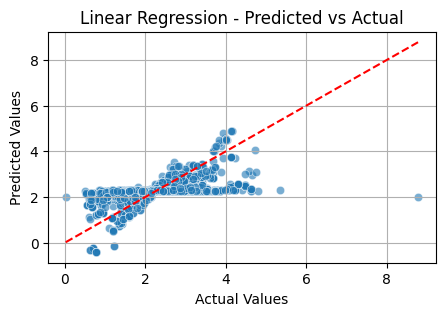 Linear Regression - Predicted vs Actual
Predicted Values
8
6
4
2
0
0 2 4 6 8
Actual Values